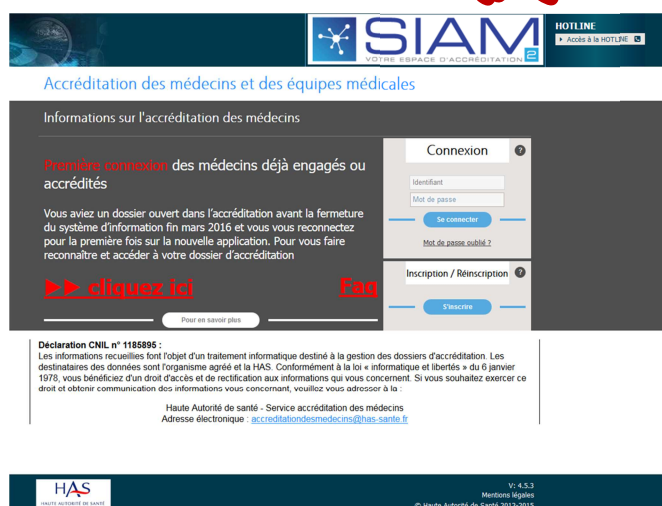 SIAM 2
VOTRE ESPACE D'ACCRÉDITATION
HOTLINE
Accès à la HOTLINE
Accréditation des médecins et des équipes médicales
Informations sur l'accréditation des médecins
Première connexion des médecins déjà engagés ou
accrédités
Vous aviez un dossier ouvert dans l'accréditation avant la fermeture
du système d'information fin mars 2016 et vous vous reconnectez
pour la première fois sur la nouvelle application. Pour vous faire
reconnaître et accéder à votre dossier d'accréditation
►► cliquez ici
Faq
Pour en savoir plus
Connexion ?
Identifiant
Mot de passe
Se connecter
Mot de passe oublié ?
Inscription / Réinscription ?
S'inscrire
Déclaration CNIL n° 1185895 :
Les informations recueillies font l'objet d'un traitement informatique destiné à la gestion des dossiers d'accréditation. Les
destinataires des données sont l'organisme agréé et la HAS. Conformément à la loi « informatique et libertés » du 6 janvier
1978, vous bénéficiez d'un droit d'accès et de rectification aux informations qui vous concernent. Si vous souhaitez exercer ce
droit et obtenir communication des informations vous concernant, veuillez vous adresser à la :
Haute Autorité de santé - Service accréditation des médecins
Adresse électronique : accreditationdesmedecins@has-sante.fr
HAS
HAUTE AUTORITÉ DE SANTÉ
V: 4.5.3
Mentions légales
© Haute Autorité de Santé 2012-2015